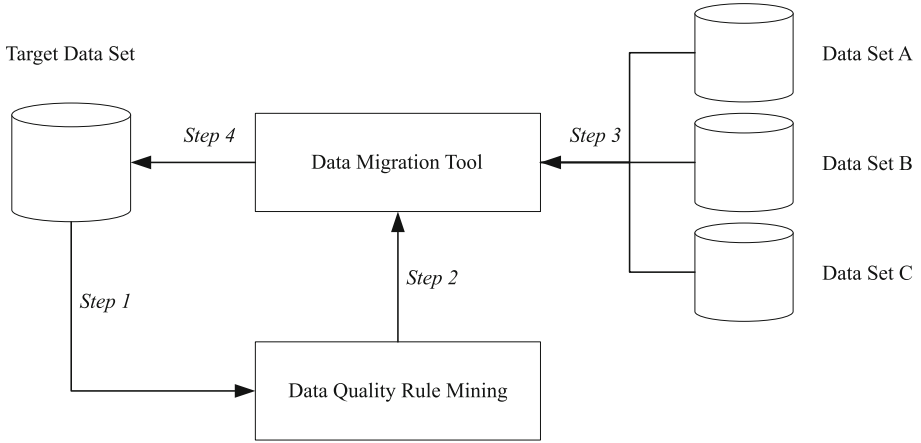 Target Data Set
Data Set A
Step 4
Step 3
Data Migration Tool
Data Set B
Step 2
Data Set C
Step 1
Data Quality Rule Mining